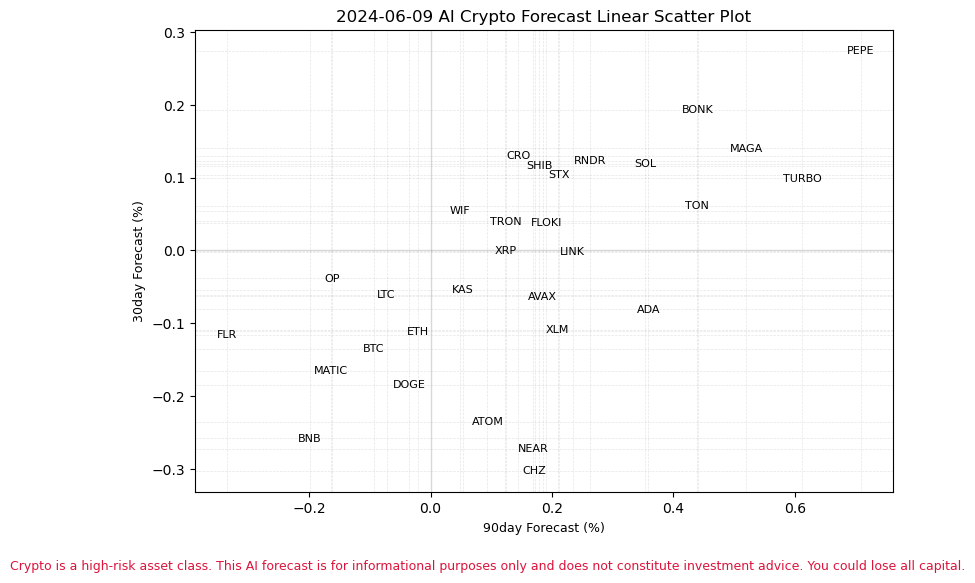 2024-06-09 AI Crypto Forecast Linear Scatter Plot
0.3
PEPE
0.2
BONK
MAGA
CRO
RNDR
SHIB
SOL
STX
0.1
TURBO
TON
WIF
TRON
FLOKI
30day Forecast (%)
0.0
XRP
LINK
OP
KAS
LTC
AVAX
ADA
−0.1
ETH
XLM
FLR
BTC
MATIC
DOGE
−0.2
ATOM
BNB
NEAR
CHZ
−0.3
−0.2 0.0 0.2 0.4 0.6
90day Forecast (%)
Crypto is a high-risk asset class. This AI forecast is for informational purposes only and does not constitute investment advice. You could lose all capital.